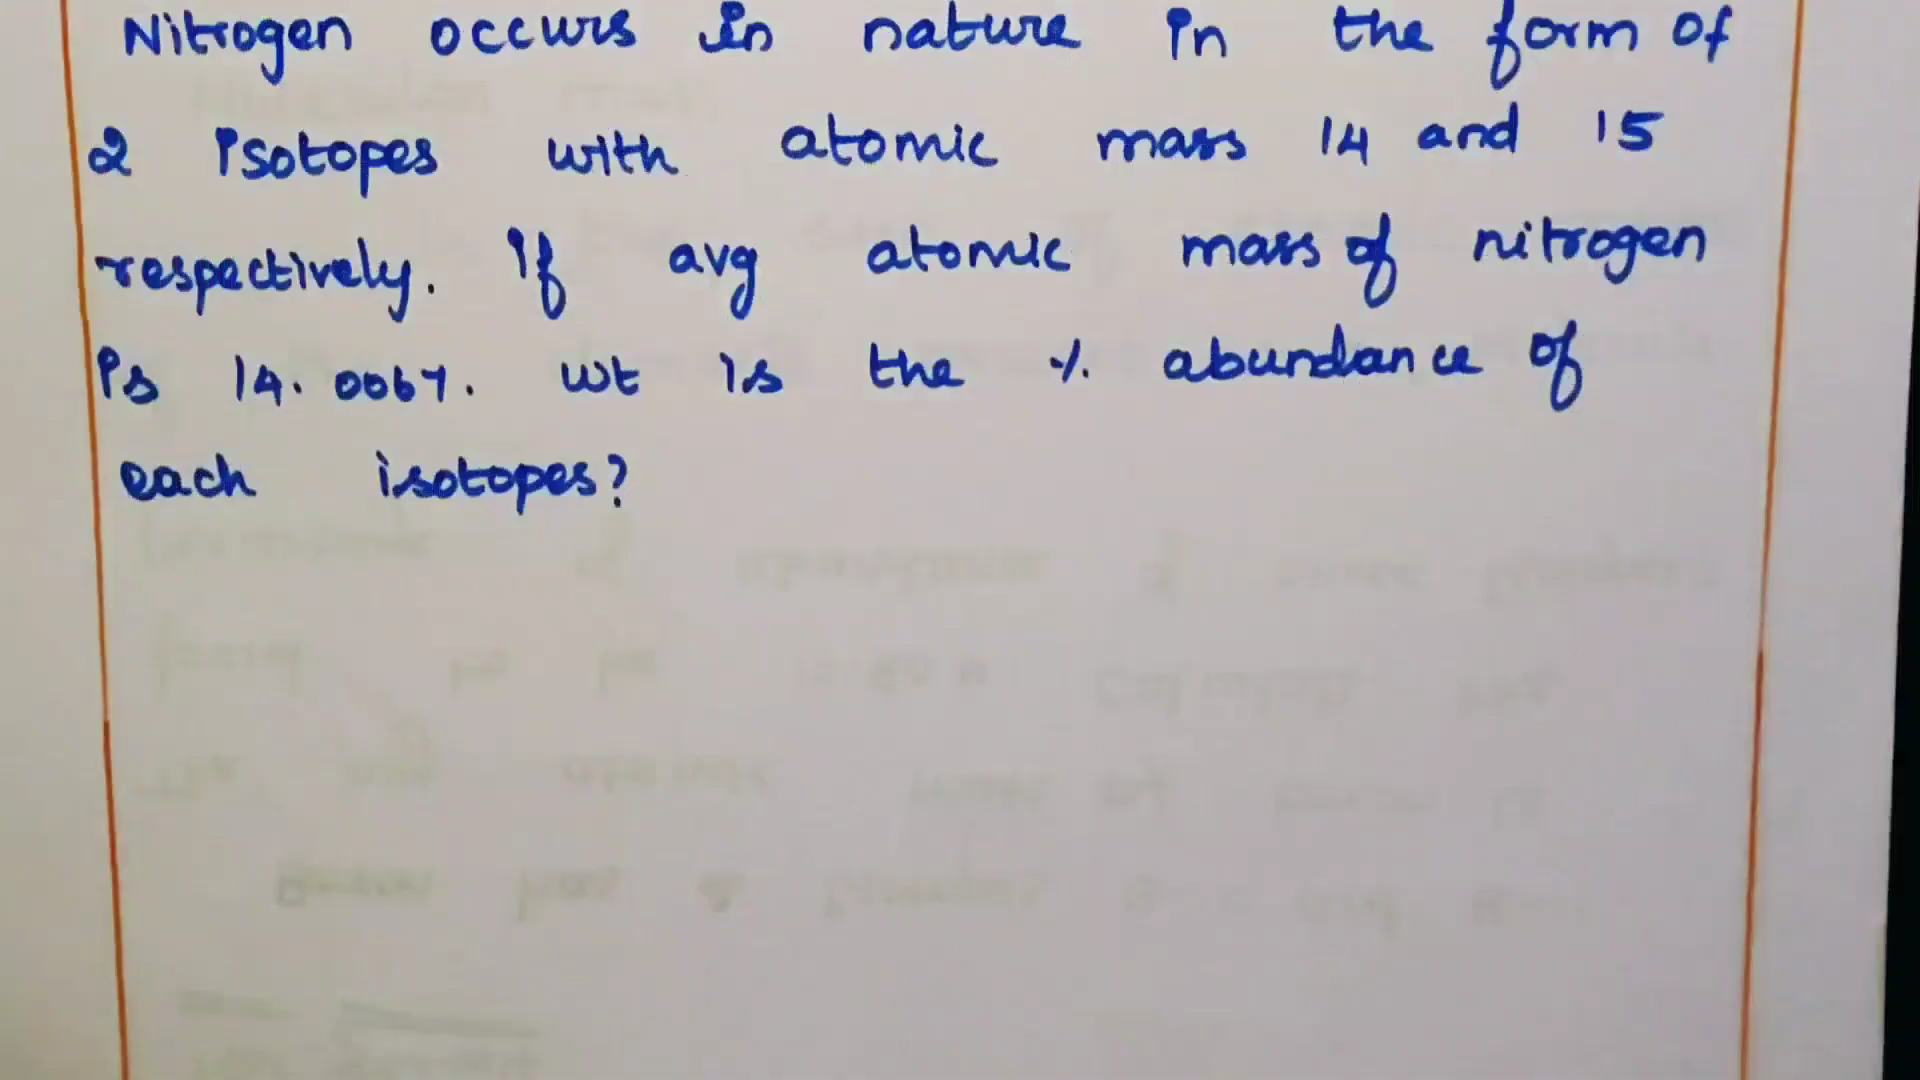 Nitrogen occurs in nature in the form of
2 isotopes with atomic mass 14 and 15
respectively. If avg atomic mass of nitrogen
is 14.0067. wt is the % abundance of
each isotopes?